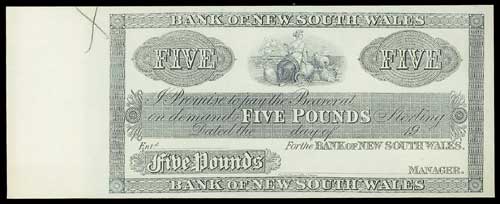 BANK OF NEW SOUTH WALES
FIVE FIVE
I Promise to pay the Bearer at
on demand FIVE POUNDS Sterling
Dated the day of 19
Entd. For the BANK OF NEW SOUTH WALES.
Five Pounds
MANAGER.
BANK OF NEW SOUTH WALES